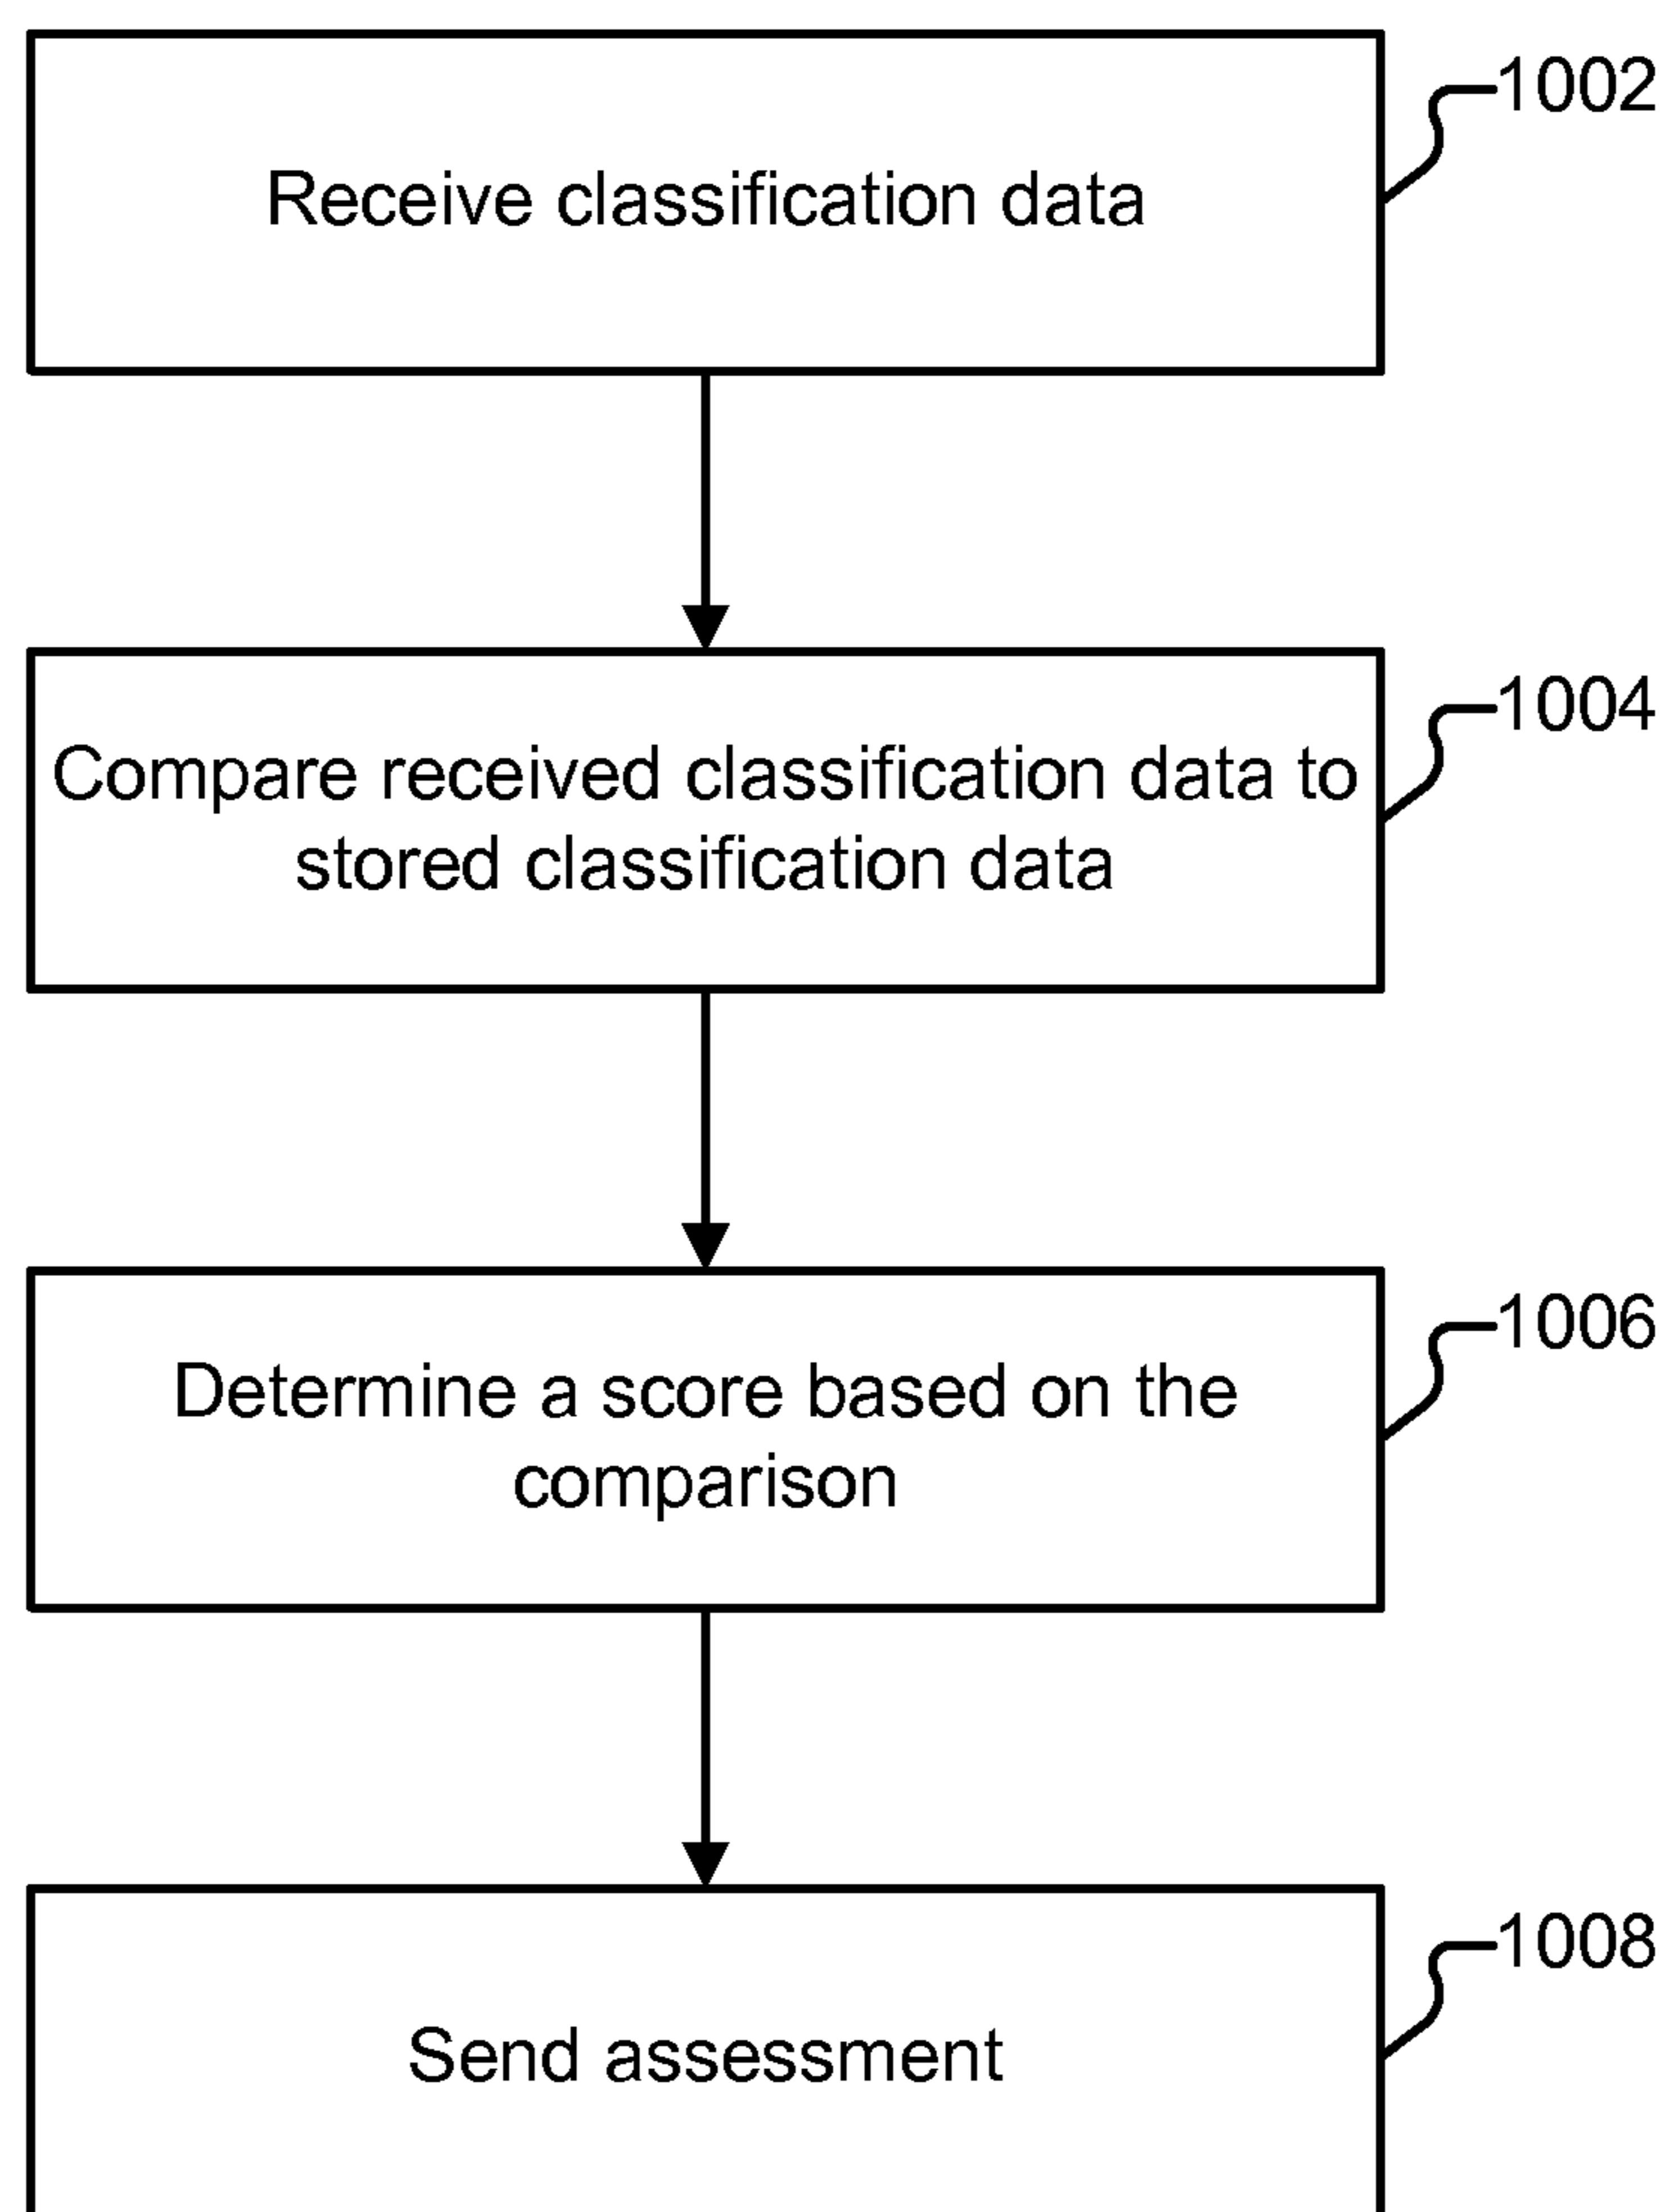 1002
Receive classification data
1004
Compare received classification data to
stored classification data
1006
Determine a score based on the
comparison
1008
Send assessment